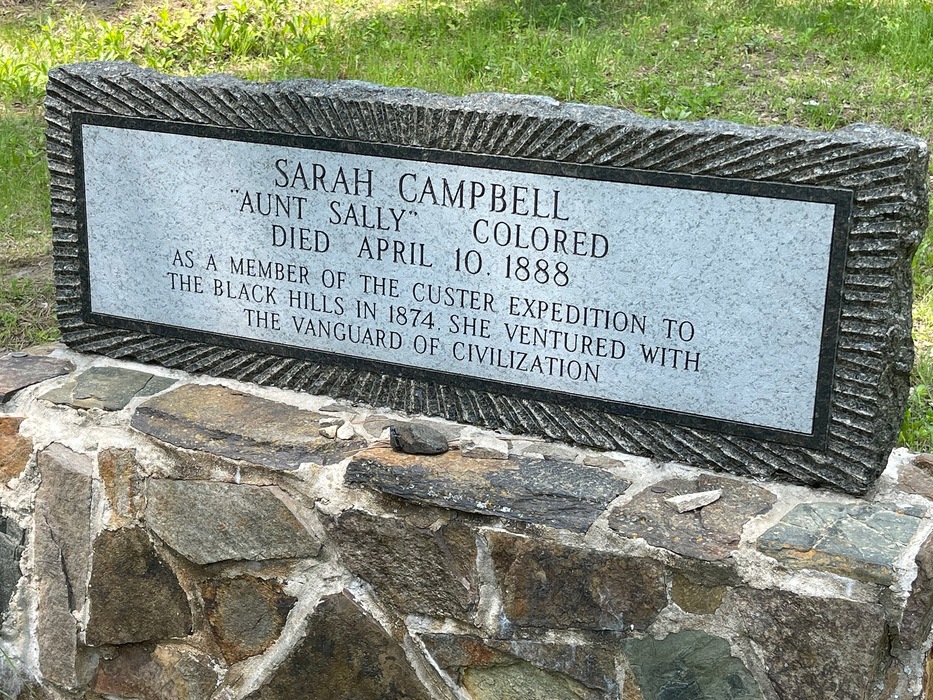 SARAH CAMPBELL
"AUNT SALLY" COLORED
DIED APRIL 10. 1888
AS A MEMBER OF THE CUSTER EXPEDITION TO
THE BLACK HILLS IN 1874. SHE VENTURED WITH
THE VANGUARD OF CIVILIZATION